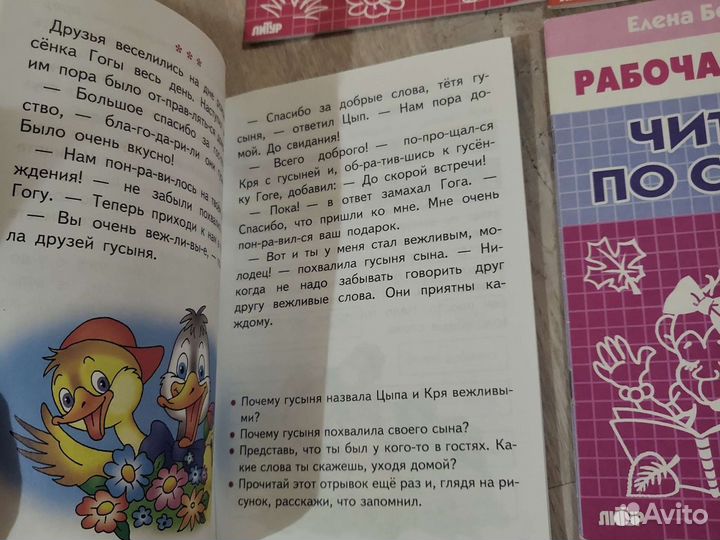 ЛИТУР
* * *
Друзья веселились на дне
сёнка Гоги весь день.
им пора было от-прав-лять-ся
— Большое спасибо за
ство, — бла-го-да-ри-ли они
Было очень вкусно!
— Нам пон-ра-ви-лось на
ждения! — не забыли
Гогу. — Теперь приходи к нам
— Вы очень веж-ли-вы-е, —
ла друзей гусыня.
— Спасибо за добрые слова, тётя гу-
сыня, — ответил Цып. — Нам пора до-
мой. До свидания!
— Всего доброго! — по-про-щал-ся
Кря с гусыней и, об-ра-тив-шись к гусён-
ку Гоге, добавил: — До скорой встречи!
— Пока! — в ответ замахал Гога. —
Спасибо, что пришли ко мне. Мне очень
пон-ра-вил-ся ваш подарок.
— Вот и ты у меня стал вежливым, мо-
лодец! — похвалила гусыня сына. — Ни-
когда не надо забывать говорить друг
другу вежливые слова. Они приятны ка-
ждому.
• Почему гусыня назвала Цыпа и Кря вежливы-
ми?
• Почему гусыня похвалила своего сына?
• Представь, что ты был у кого-то в гостях. Ка-
кие слова ты скажешь, уходя домой?
• Прочитай этот отрывок ещё раз и, глядя на ри-
сунок, расскажи, что запомнил.
ЛИТУР
Елена Бе
РАБОЧА
ЧИТ
ПО С
ЛИТУР
Avito